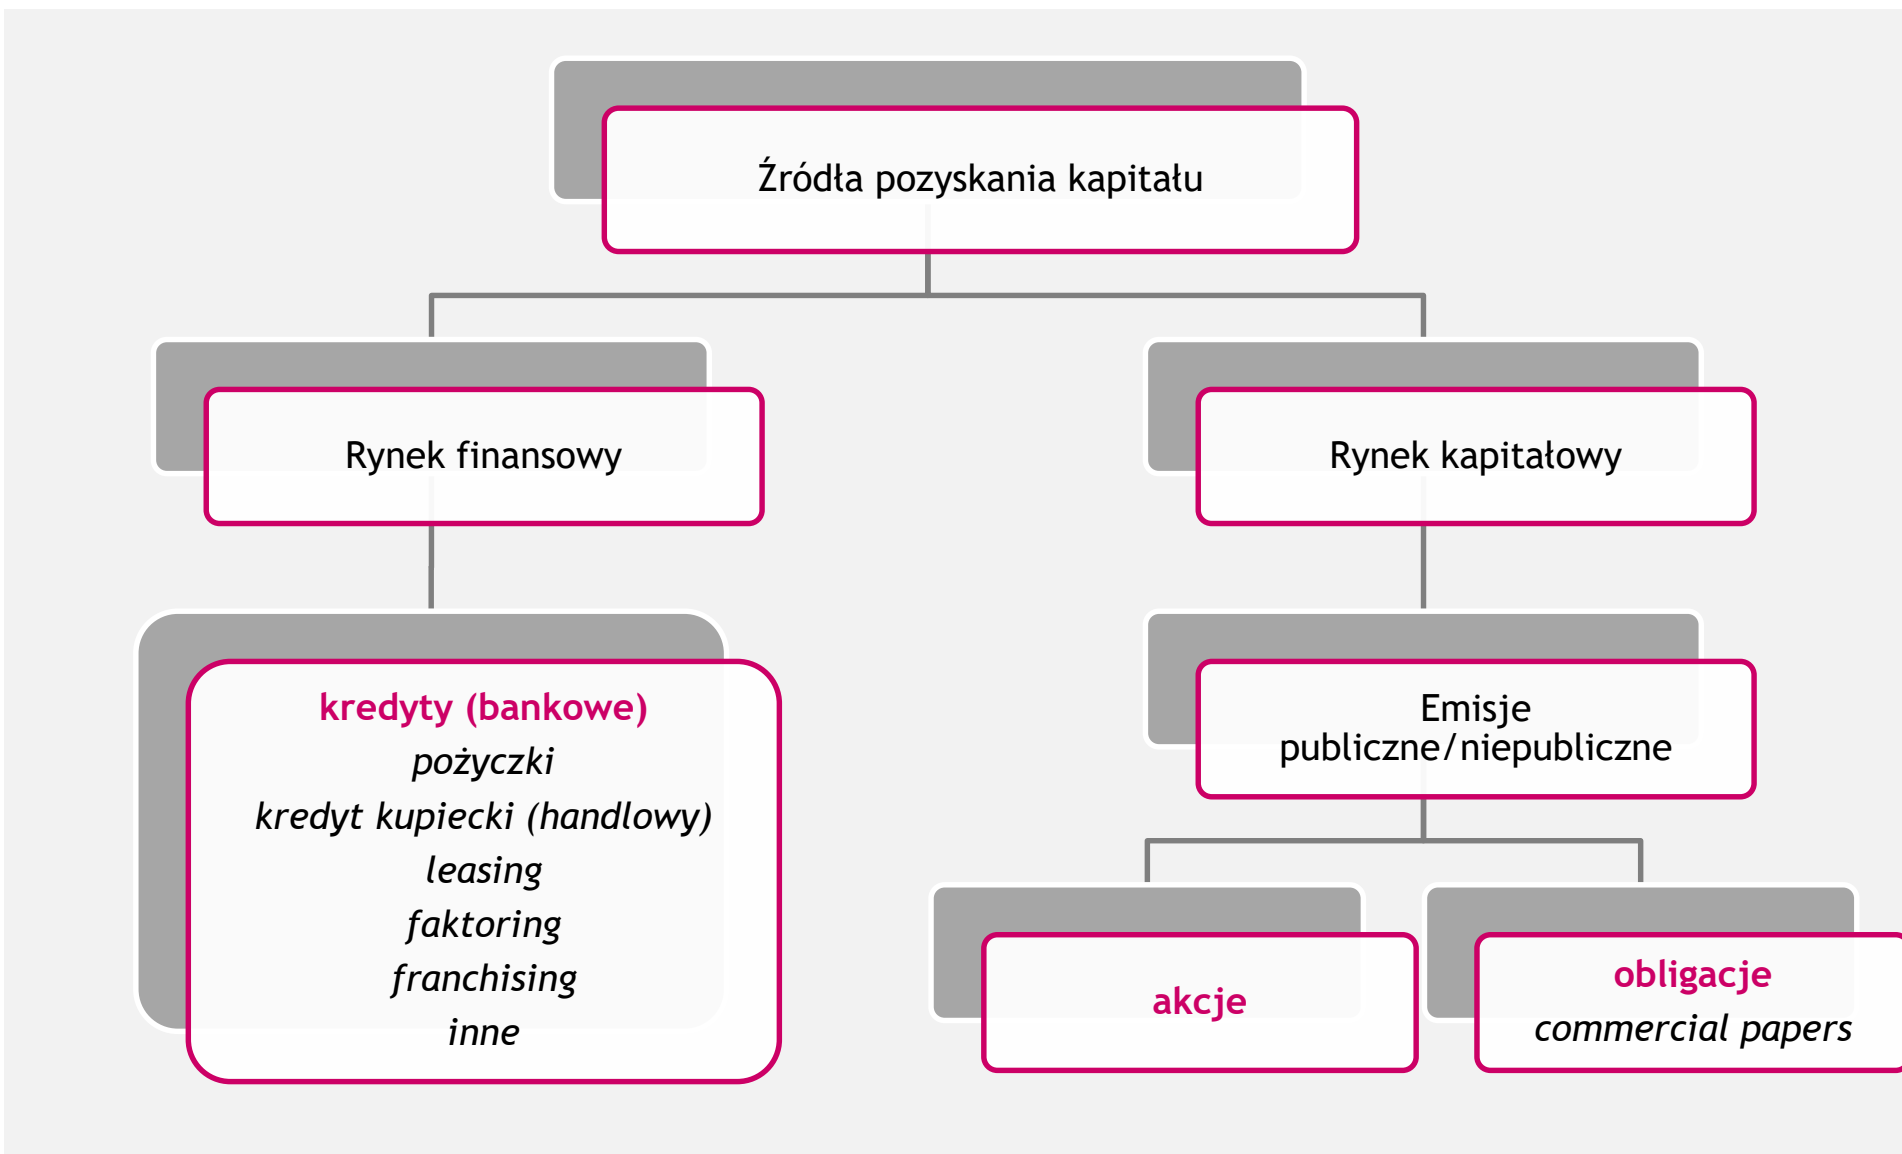 Źródła pozyskania kapitału
Rynek finansowy
Rynek kapitałowy
kredyty (bankowe)
pożyczki
kredyt kupiecki (handlowy)
leasing
faktoring
franchising
inne
Emisje
publiczne/niepubliczne
akcje
obligacje
commercial papers